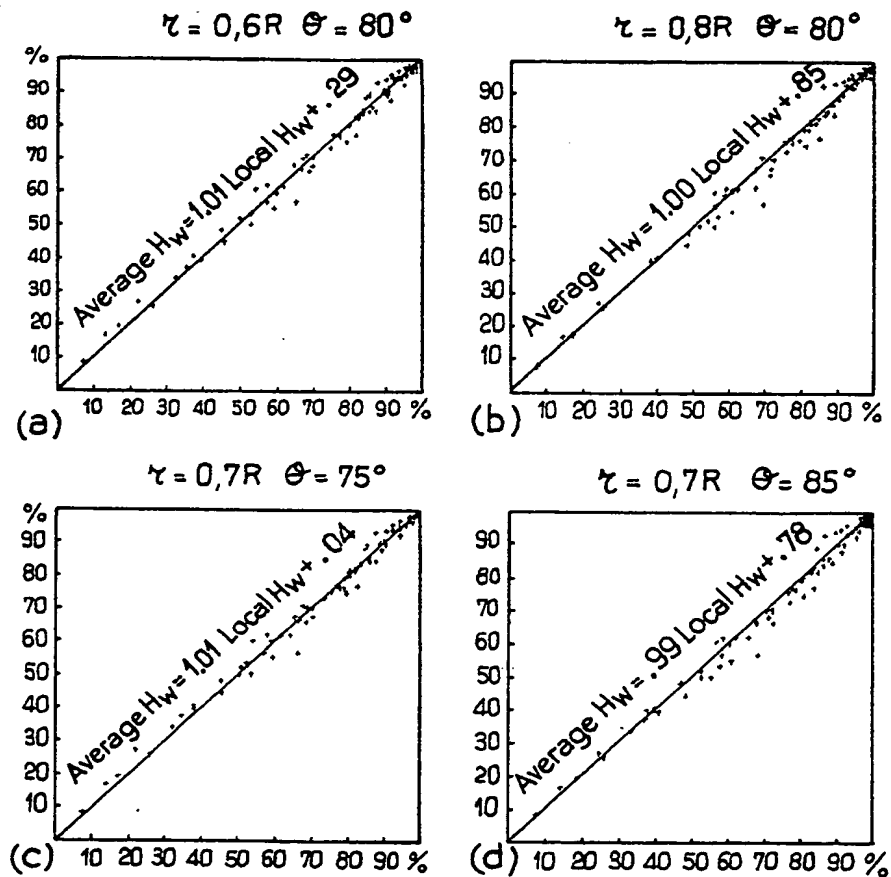 r = 0,6R θ = 80°
%
90
80
70
60
50
40
30
20
10
Average Hw = 1.01 Local Hw + .29
10 20 30 40 50 60 70 80 90 %
(a)
r = 0,8R θ = 80°
90
80
70
60
50
40
30
20
10
Average Hw = 1.00 Local Hw + .85
10 20 30 40 50 60 70 80 90 %
(b)
r = 0,7R θ = 75°
%
90
80
70
60
50
40
30
20
10
Average Hw = 1.01 Local Hw + .04
10 20 30 40 50 60 70 80 90 %
(c)
r = 0,7R θ = 85°
90
80
70
60
50
40
30
20
10
Average Hw = .99 Local Hw + .78
10 20 30 40 50 60 70 80 90 %
(d)